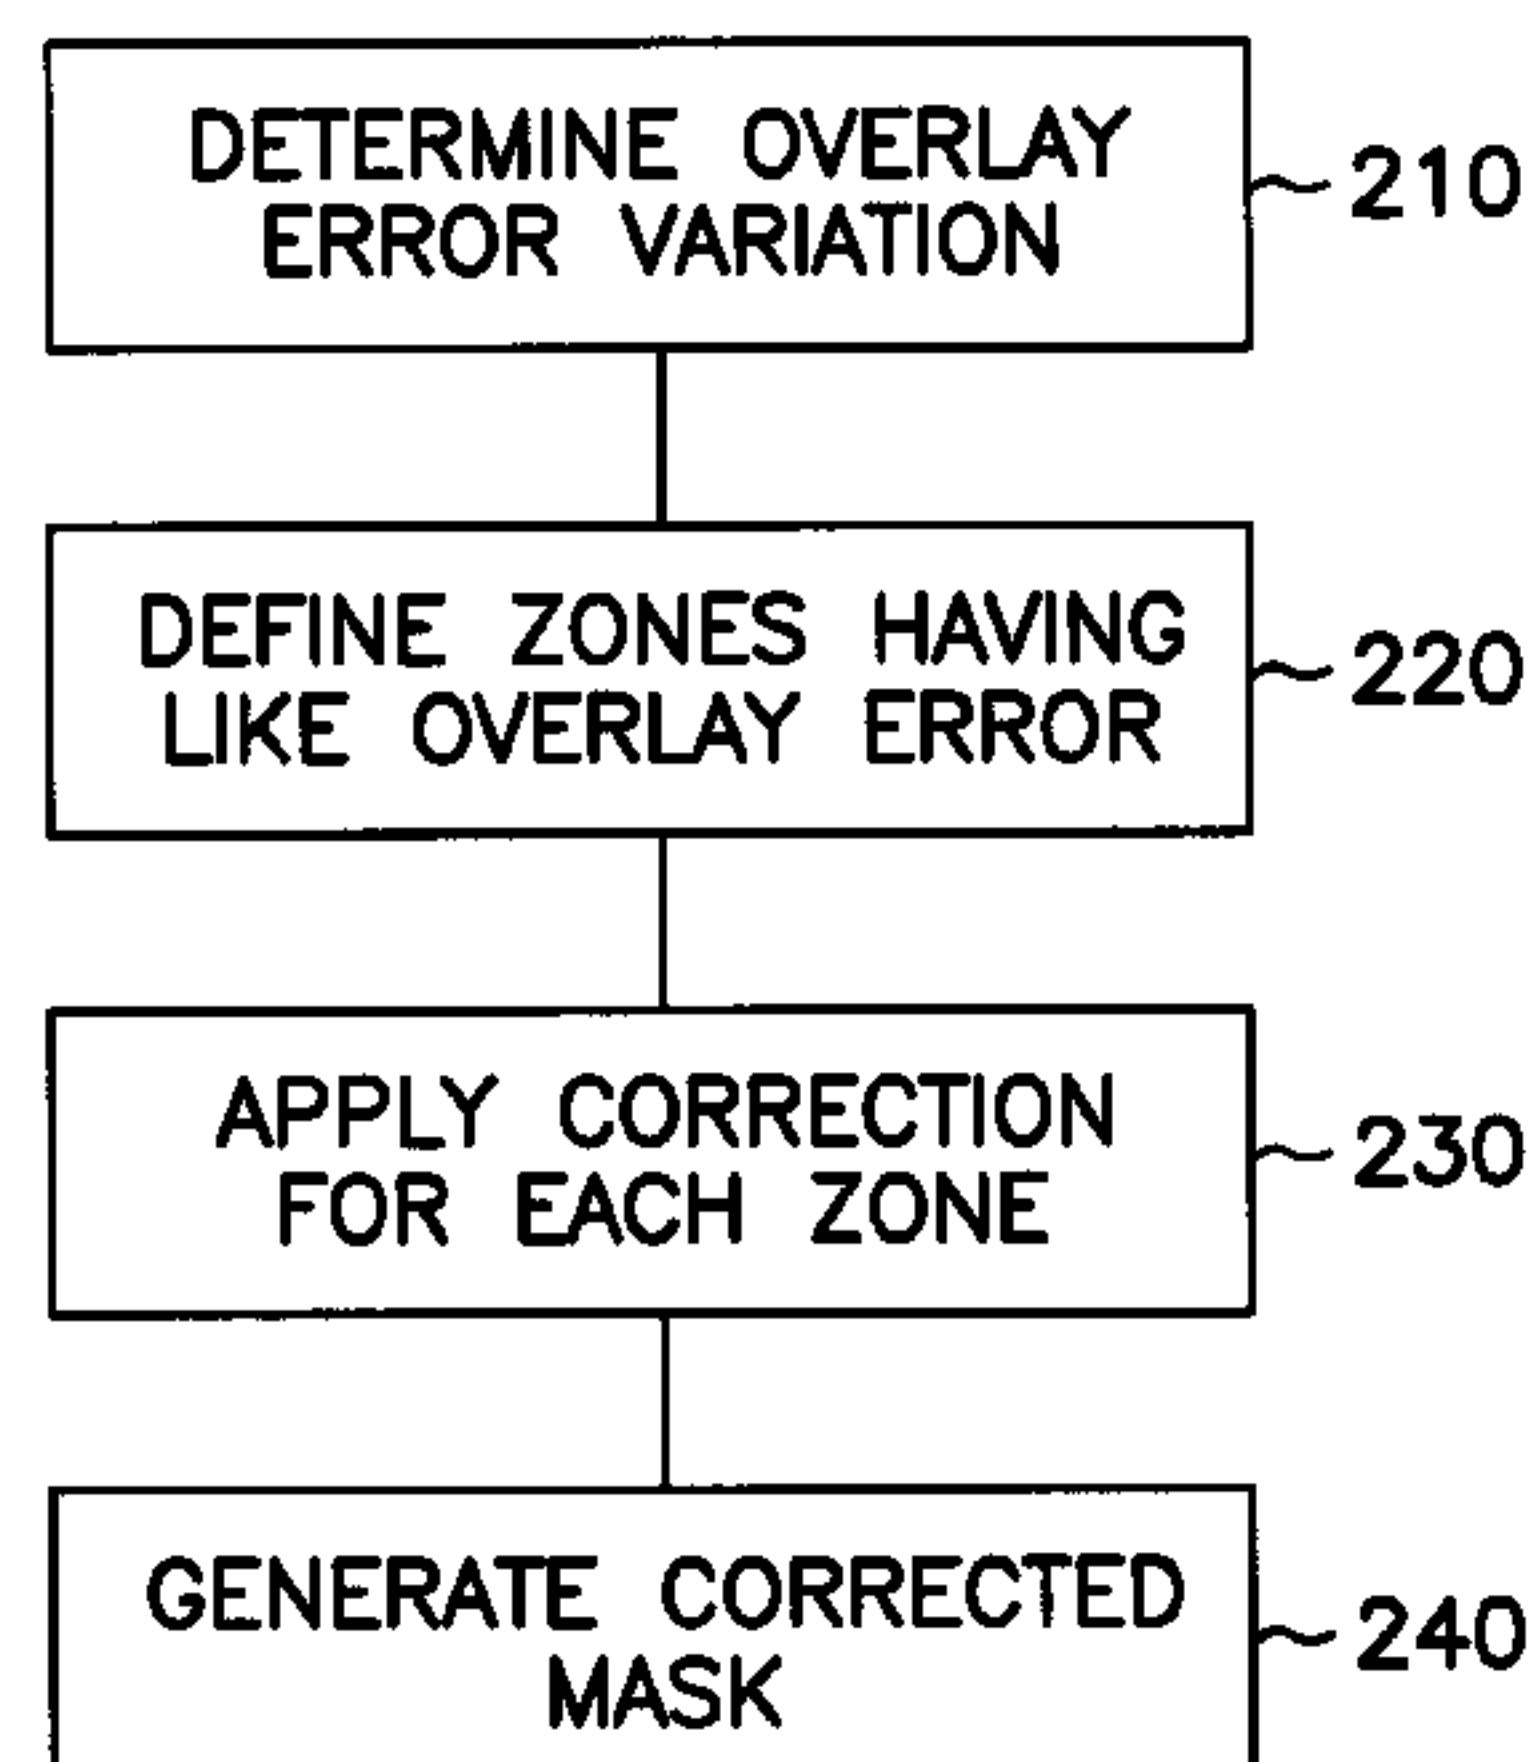 DETERMINE OVERLAY
ERROR VARIATION
210
DEFINE ZONES HAVING
LIKE OVERLAY ERROR
220
APPLY CORRECTION
FOR EACH ZONE
230
GENERATE CORRECTED
MASK
240